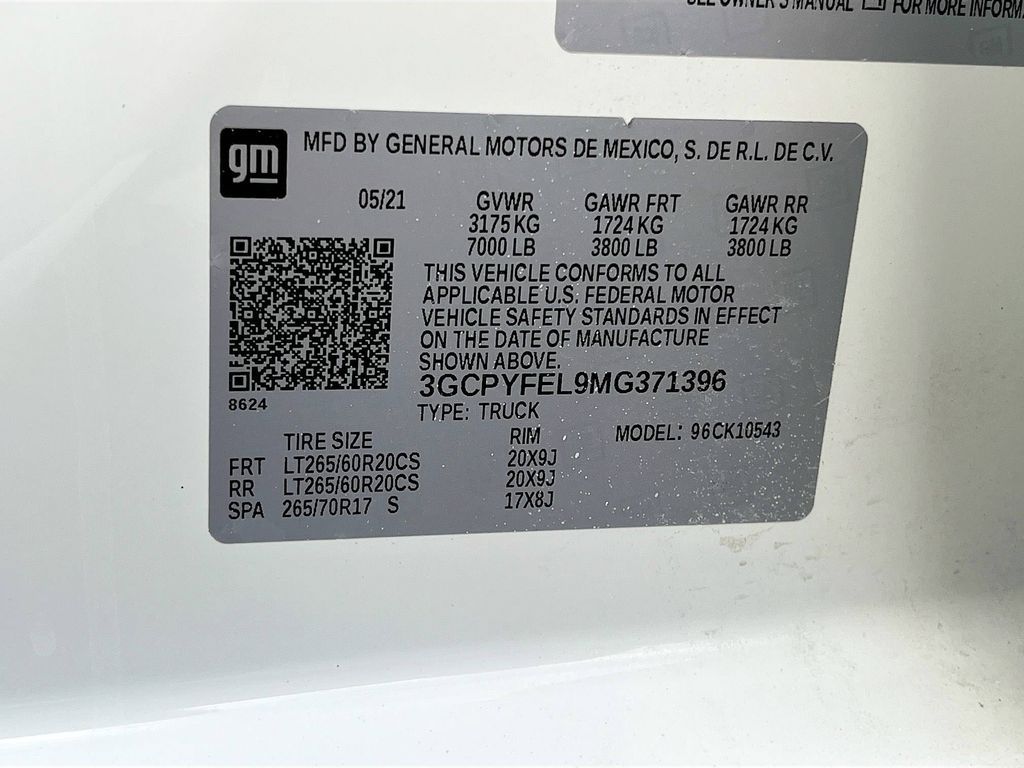 SEE OWNER'S MANUAL FOR MORE INFORM
gm
MFD BY GENERAL MOTORS DE MEXICO, S. DE R.L. DE C.V.
05/21 GVWR GAWR FRT GAWR RR
3175 KG 1724 KG 1724 KG
7000 LB 3800 LB 3800 LB
THIS VEHICLE CONFORMS TO ALL
APPLICABLE U.S. FEDERAL MOTOR
VEHICLE SAFETY STANDARDS IN EFFECT
ON THE DATE OF MANUFACTURE
SHOWN ABOVE.
3GCPYFEL9MG371396
8624
TYPE: TRUCK
TIRE SIZE RIM MODEL: 96CK10543
FRT LT265/60R20CS 20X9J
RR LT265/60R20CS 20X9J
SPA 265/70R17 S 17X8J